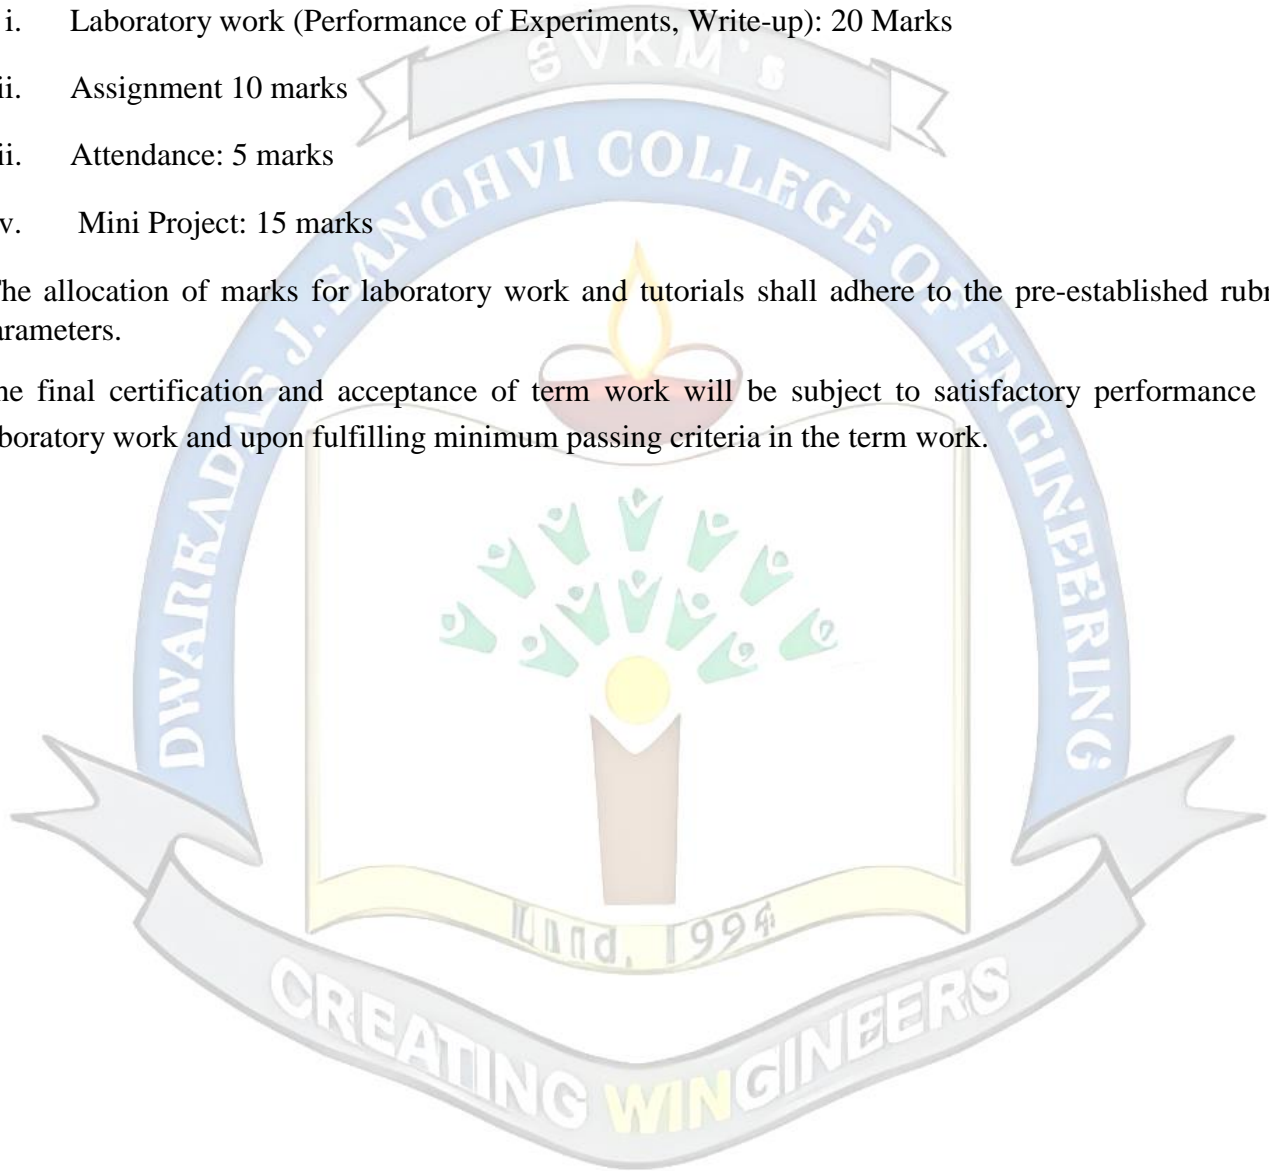 i. Laboratory work (Performance of Experiments, Write-up): 20 Marks
ii. Assignment 10 marks
ii. Attendance: 5 marks
v. Mini Project: 15 marks
he allocation of marks for laboratory work and tutorials shall adhere to the pre-established rubr
arameters.
he final certification and acceptance of term work will be subject to satisfactory performance
boratory work and upon fulfilling minimum passing criteria in the term work.
SVKM's
DWARKADAS J. SANGHVI COLLEGE OF ENGINEERING
1994
CREATING WINGINEERS